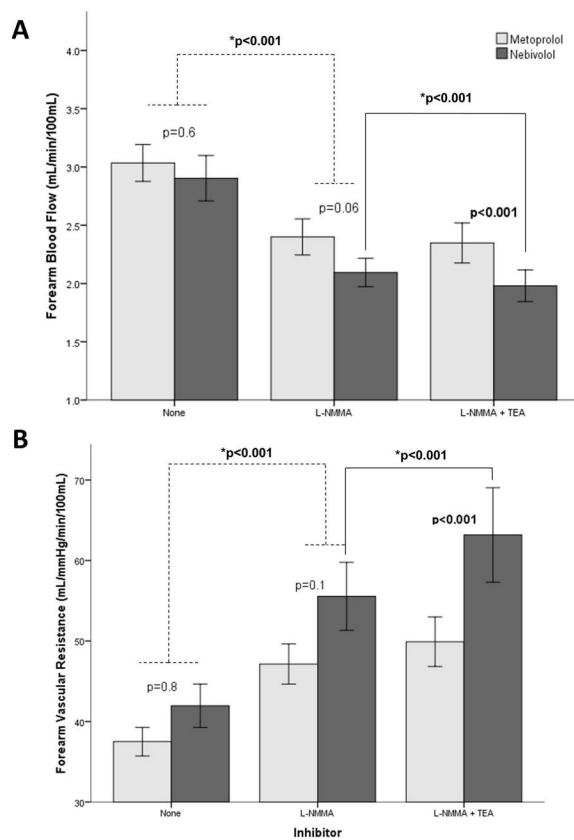 A
Metoprolol
Nebivolol
*p<0.001
*p<0.001
p=0.6
p=0.06
p<0.001
Forearm Blood Flow (mL/min/100mL)
4.0
3.5
3.0
2.5
2.0
1.5
1.0
None
L-NMMA
L-NMMA + TEA
B
*p<0.001
*p<0.001
p<0.001
p=0.1
p=0.8
Forearm Vascular Resistance (mL/mmHg/min/100mL)
70
60
50
40
30
None
L-NMMA
L-NMMA + TEA
Inhibitor